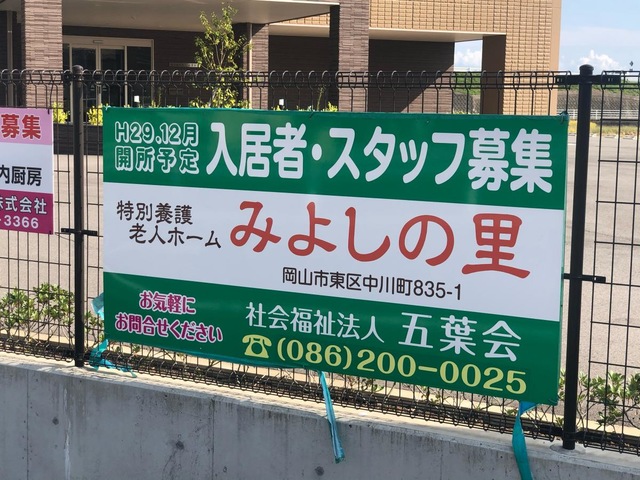 H29.12月
開所予定
入居者・スタッフ募集
特別養護
老人ホーム
みよしの里
岡山市東区中川町835-1
お気軽に
お問合せください
社会福祉法人 五葉会
☎(086)200-0025
募集
内厨房
株式会社
-3366